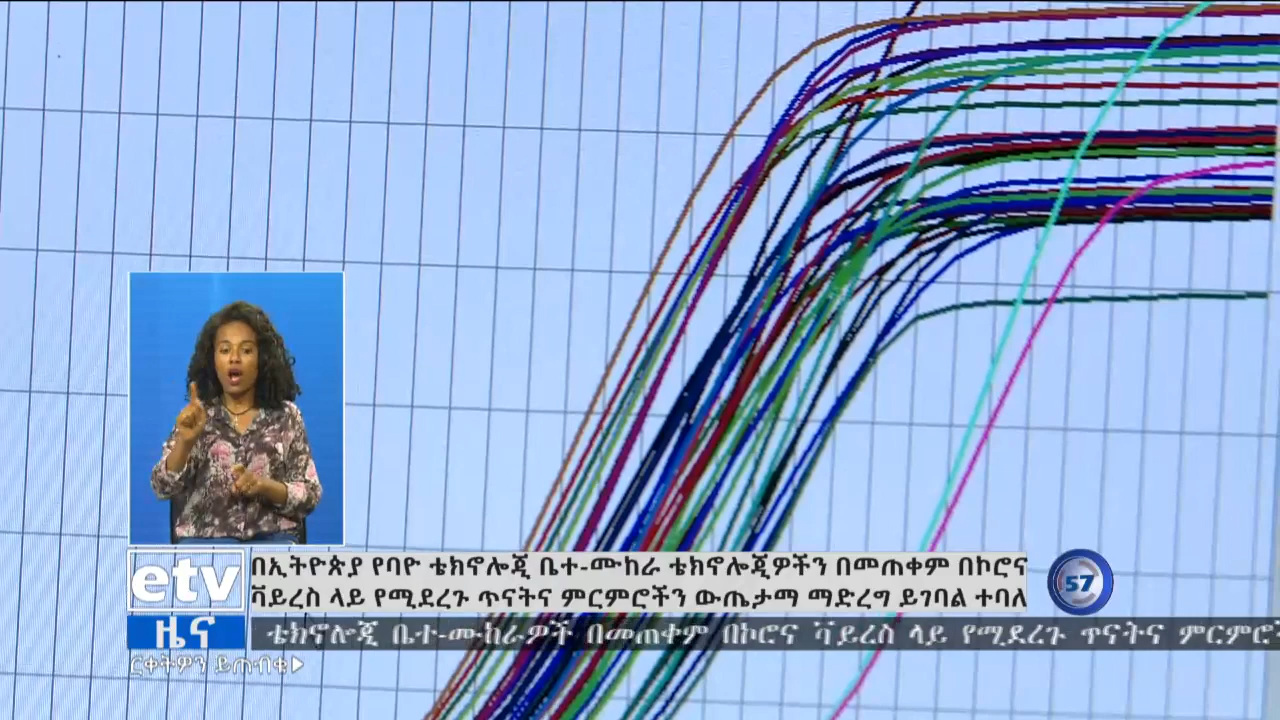 etv
በኢትዮጵያ የባዮ ቴክኖሎጂ ቤተ-ሙከራ ቴክኖሎጂዎችን በመጠቀም በኮሮና
ቫይረስ ላይ የሚደረጉ ጥናትና ምርምሮችን ውጤታማ ማድረግ ይገባል ተባለ
57
ዜና
ቴክኖሎጂ ቤተ-ሙከራዎች በመጠቀም በኮሮና ቫይረስ ላይ የሚደረጉ ጥናትና
ርቀትዎን ይጠብቁ